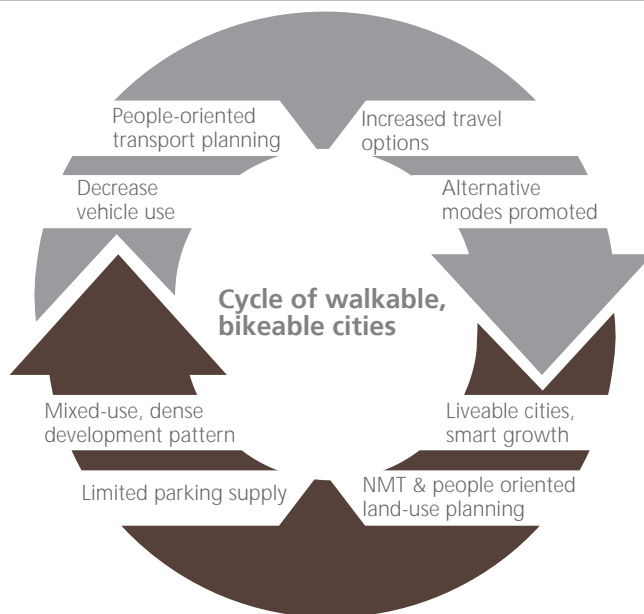 People-oriented
transport planning
Increased travel
options
Decrease
vehicle use
Alternative
modes promoted
Cycle of walkable,
bikeable cities
Mixed-use, dense
development pattern
Liveable cities,
smart growth
Limited parking supply
NMT & people oriented
land-use planning